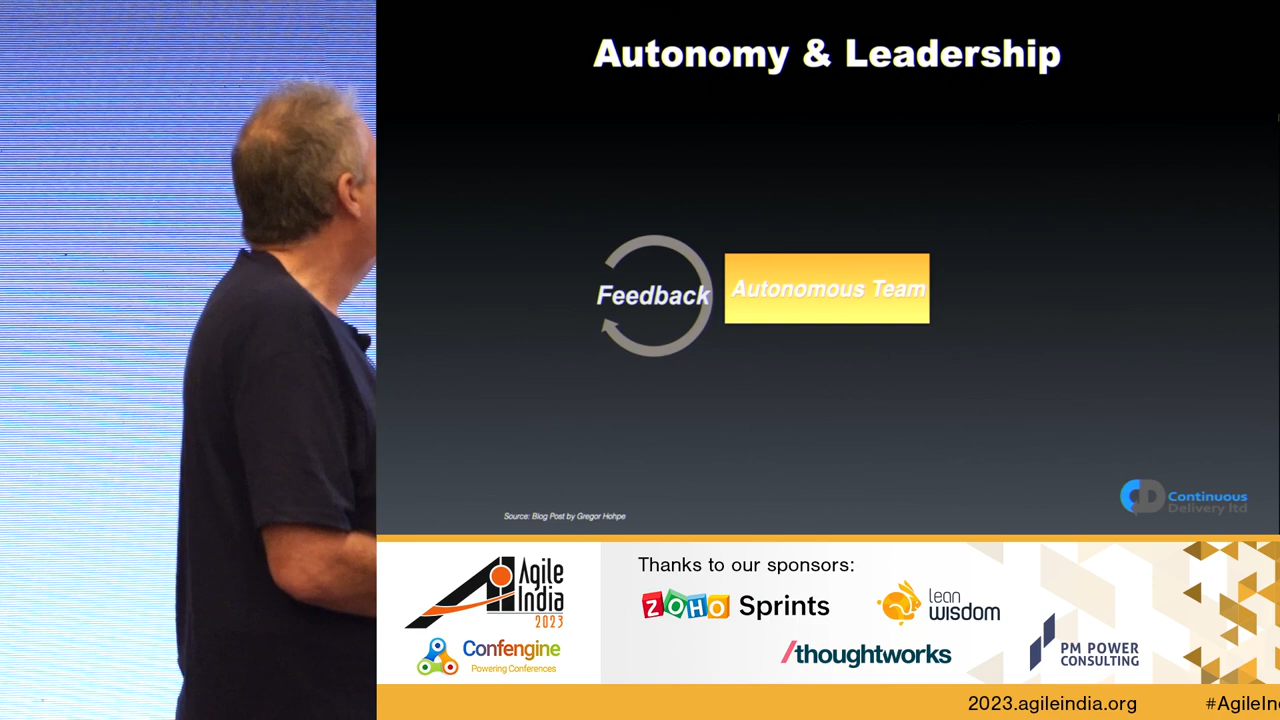 Autonomy & Leadership
Feedback
Autonomous Team
Source: Blog Post by Gregor Hohpe
CD Continuous
Delivery ltd
Agile
India
2023
Confengine
Powering Conferences
Thanks to our sponsors:
ZOHO Sprints
lean
wisdom
/thoughtworks
PM POWER
CONSULTING
2023.agileindia.org
#AgileIn